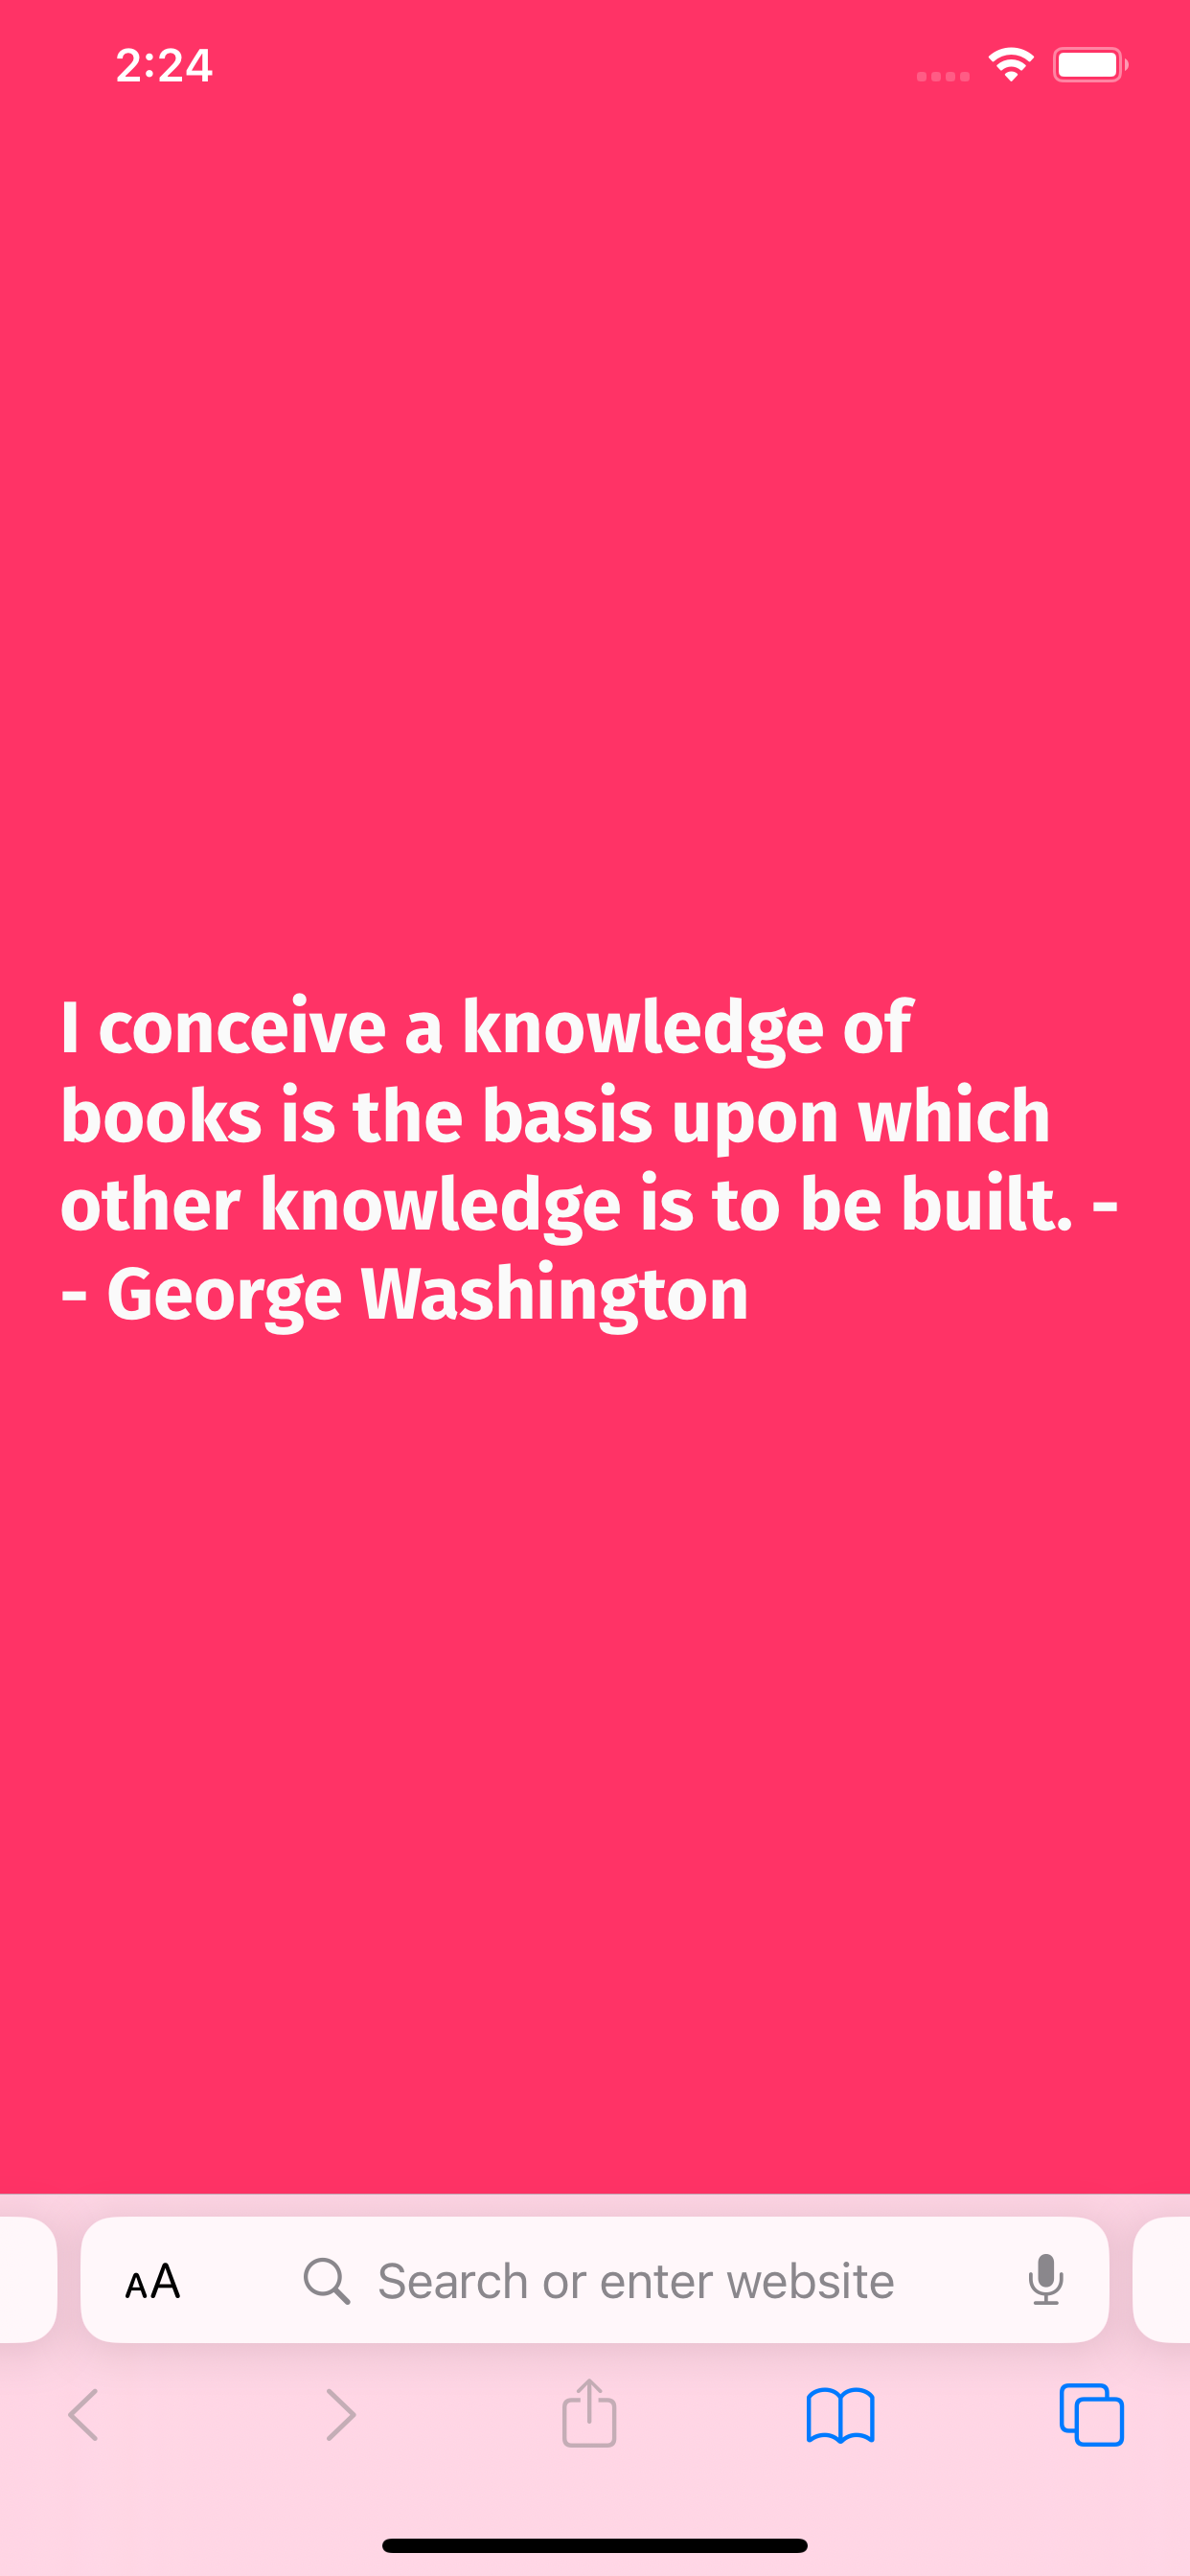 2:24
I conceive a knowledge of
books is the basis upon which
other knowledge is to be built. -
- George Washington
AA Search or enter website